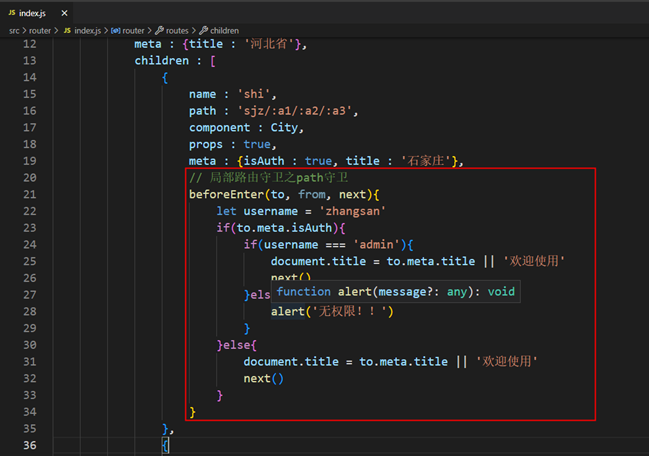 JS index.js ×
src > router > JS index.js > router > routes > children
12 meta : {title : '河北省'},
13 children : [
14 {
15 name : 'shi',
16 path : 'sjz/:a1/:a2/:a3',
17 component : City,
18 props : true,
19 meta : {isAuth : true, title : '石家庄'},
20 // 局部路由守卫之path守卫
21 beforeEnter(to, from, next){
22 let username = 'zhangsan'
23 if(to.meta.isAuth){
24 if(username === 'admin'){
25 document.title = to.meta.title || '欢迎使用'
26 next()
27 }els
function alert(message?: any): void
28 alert('无权限！！')
29 }
30 }else{
31 document.title = to.meta.title || '欢迎使用'
32 next()
33 }
34 }
35 },
36 {